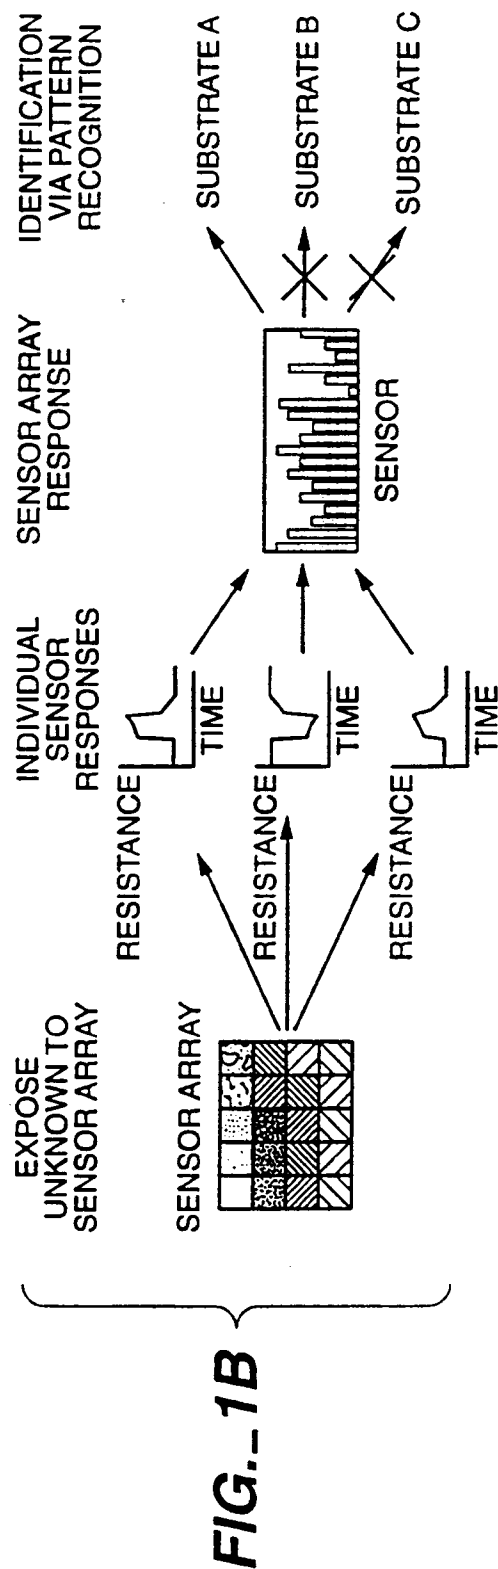 EXPOSE
UNKNOWN TO
SENSOR ARRAY
SENSOR ARRAY
INDIVIDUAL
SENSOR
RESPONSES
RESISTANCE
TIME
RESISTANCE
TIME
RESISTANCE
TIME
SENSOR ARRAY
RESPONSE
SENSOR
IDENTIFICATION
VIA PATTERN
RECOGNITION
SUBSTRATE A
SUBSTRATE B
SUBSTRATE C
FIG._1B